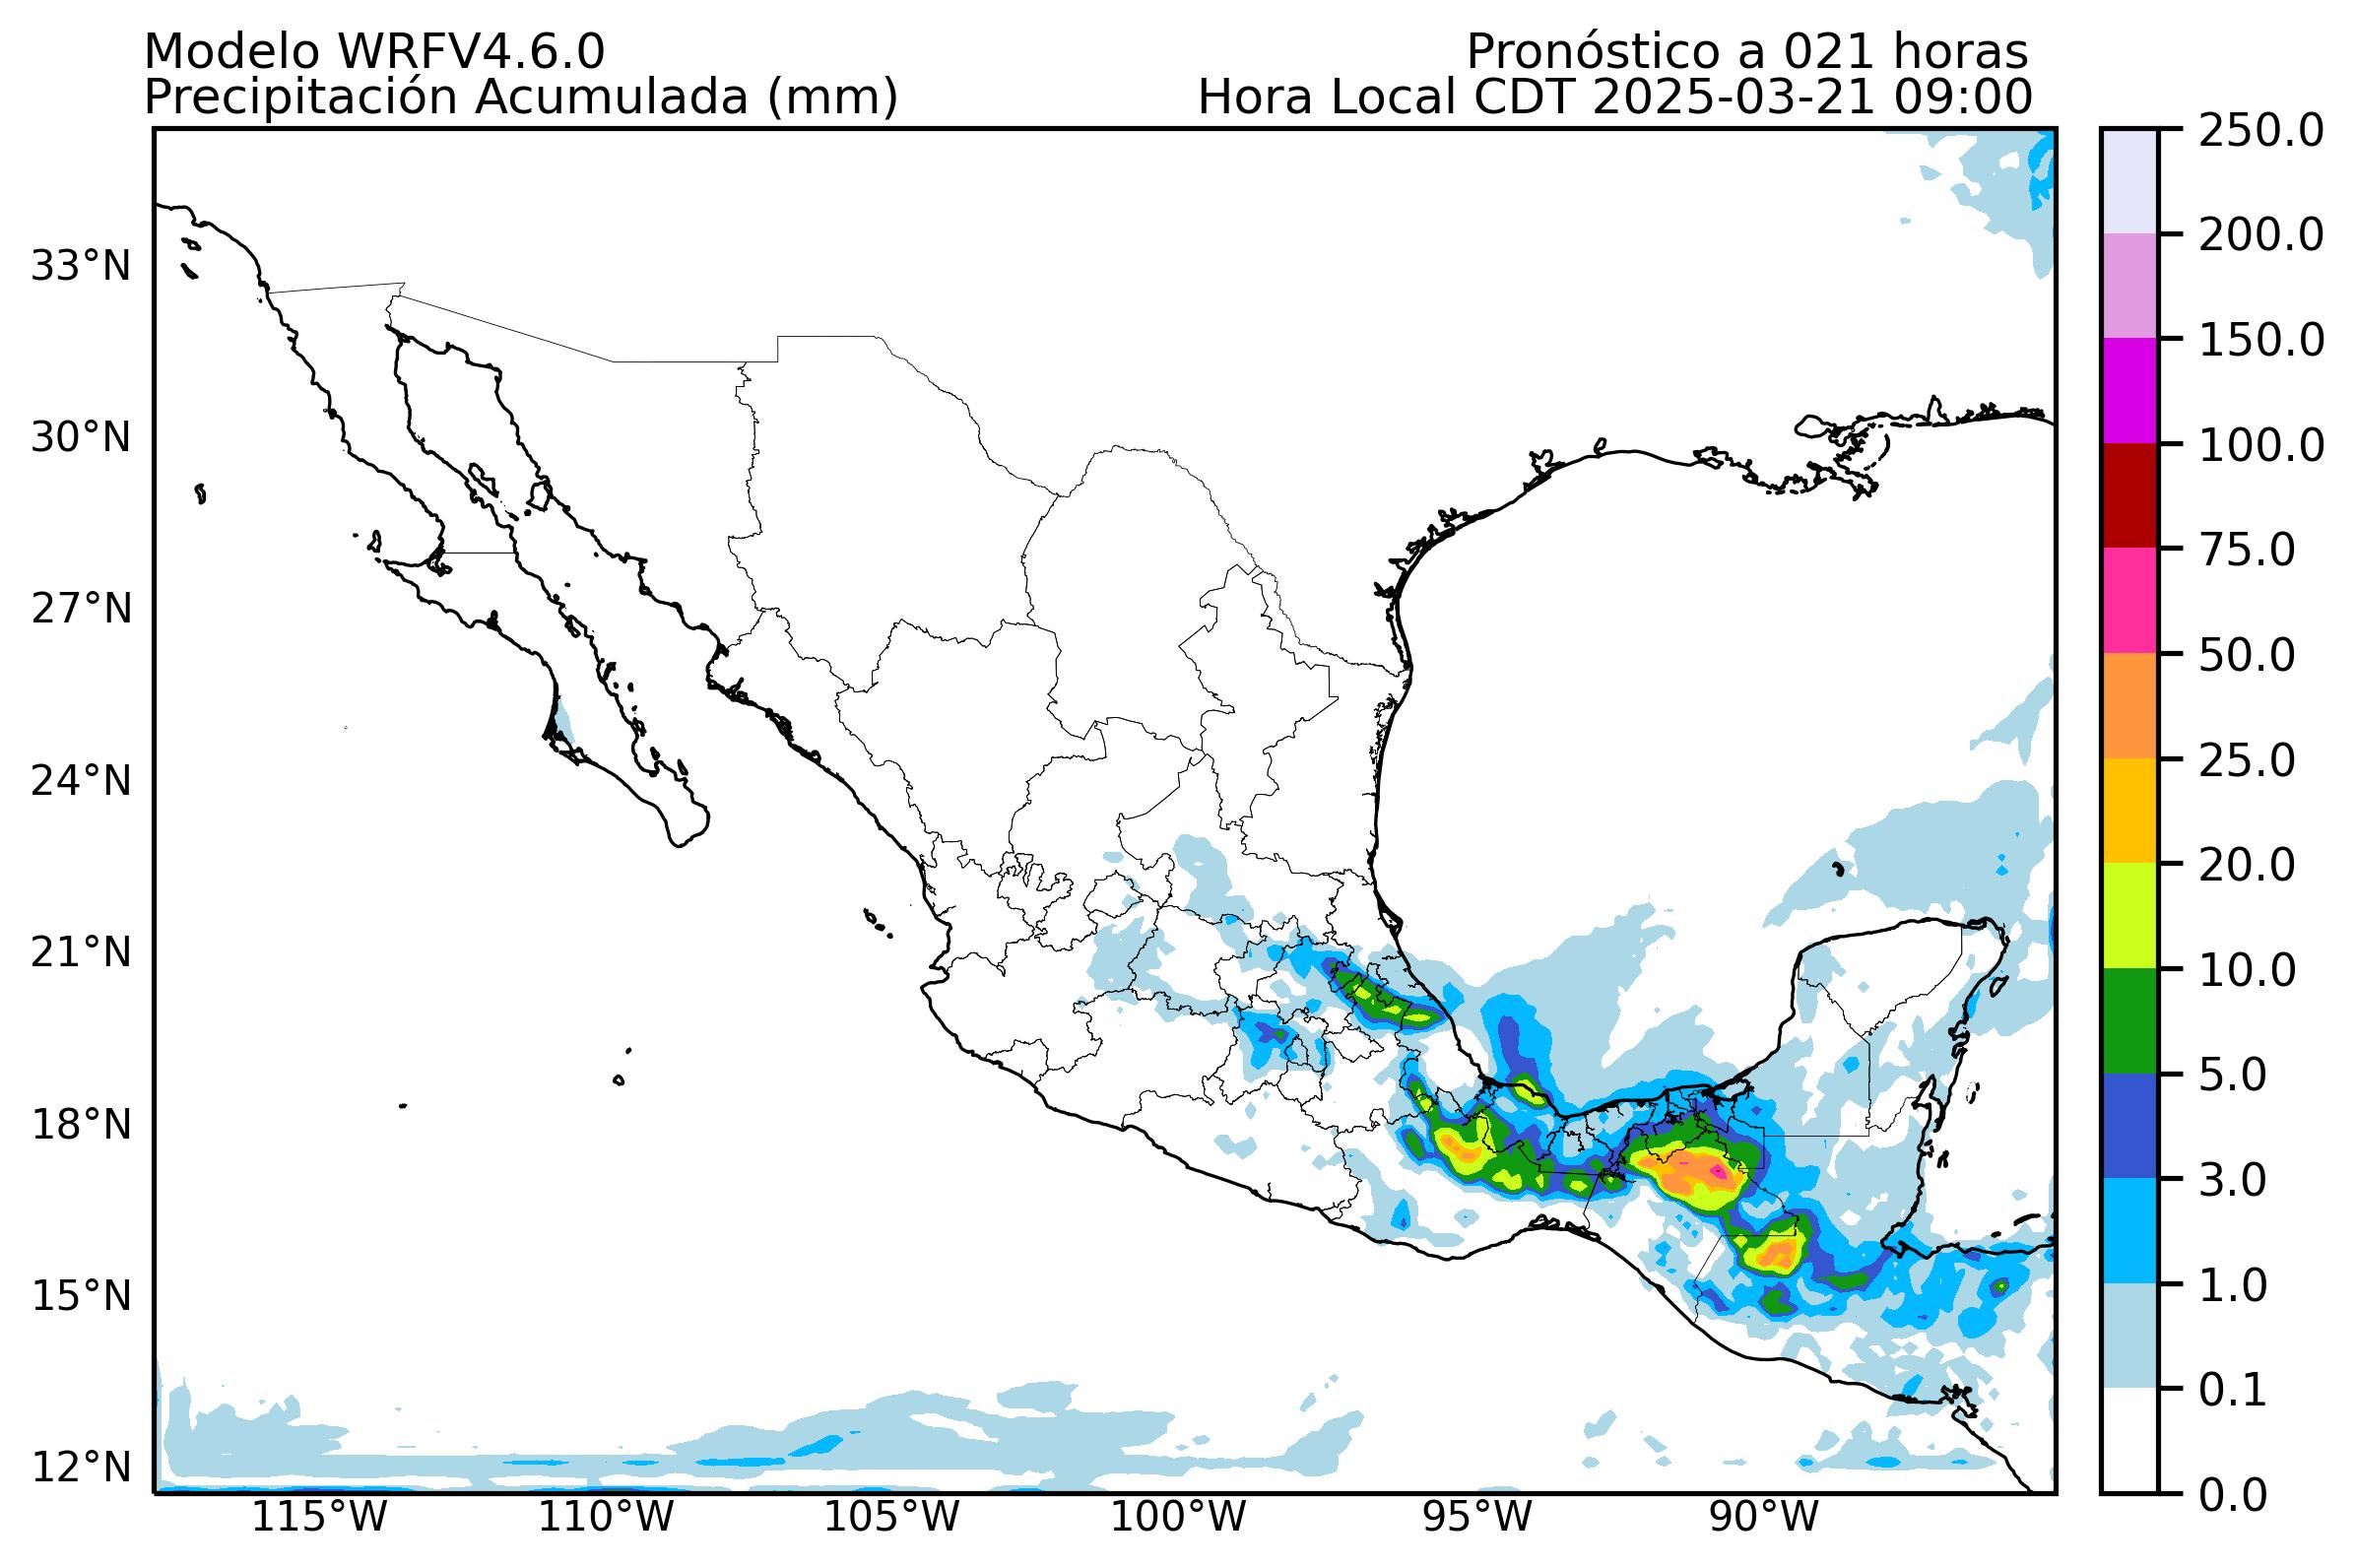 Modelo WRFV4.6.0
Pronóstico a 021 horas
Precipitación Acumulada (mm)
Hora Local CDT 2025-03-21 09:00
250.0
200.0
150.0
100.0
75.0
50.0
25.0
20.0
10.0
5.0
3.0
1.0
0.1
0.0
33°N
30°N
27°N
24°N
21°N
18°N
15°N
12°N
115°W
110°W
105°W
100°W
95°W
90°W